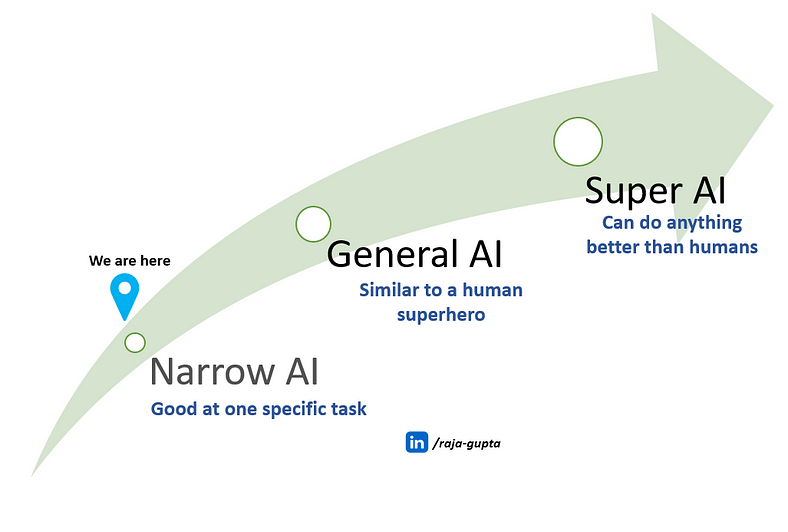 We are here
Narrow AI
Good at one specific task
General AI
Similar to a human
superhero
Super AI
Can do anything
better than humans
in /raja-gupta